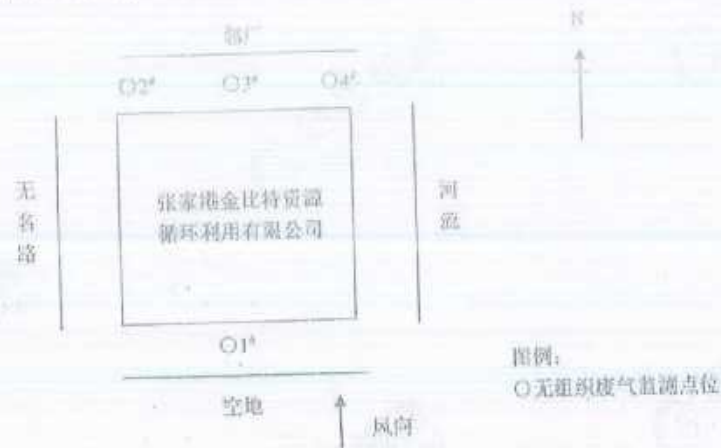 邻厂
N
○2#
○3#
○4#
无名路
张家港金比特资源
循环利用有限公司
河流
○1#
图例:
○无组织废气监测点位
空地
风向